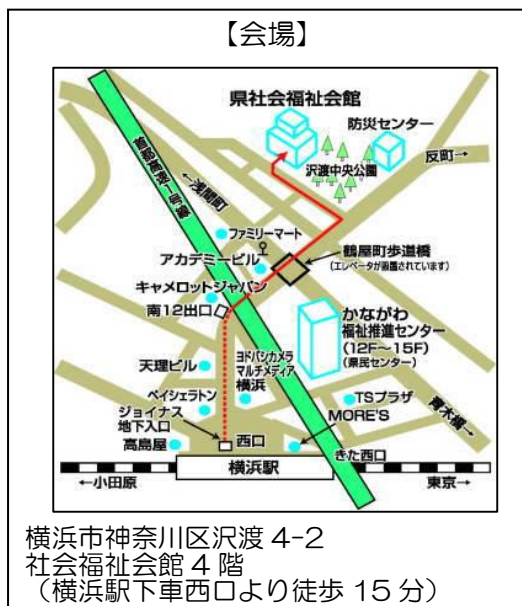 【会場】
県社会福祉会館
防災センター
反町→
沢渡中央公園
←浅間町
ファミリーマート
アカデミービル
鶴屋町歩道橋
(エレベータが設置されています)
キャメロットジャパン
南12出口
かながわ
福祉推進センター
(12F〜15F)
(県民センター)
天理ビル
ヨドバシカメラ
マルチメディア
横浜
ベイシェラトン
TSプラザ
ジョイナス
地下入口
MORE'S
青木橋→
高島屋
西口
きた西口
横浜駅
←小田原
東京→
横浜市神奈川区沢渡 4-2
社会福祉会館 4 階
(横浜駅下車西口より徒歩 15 分)